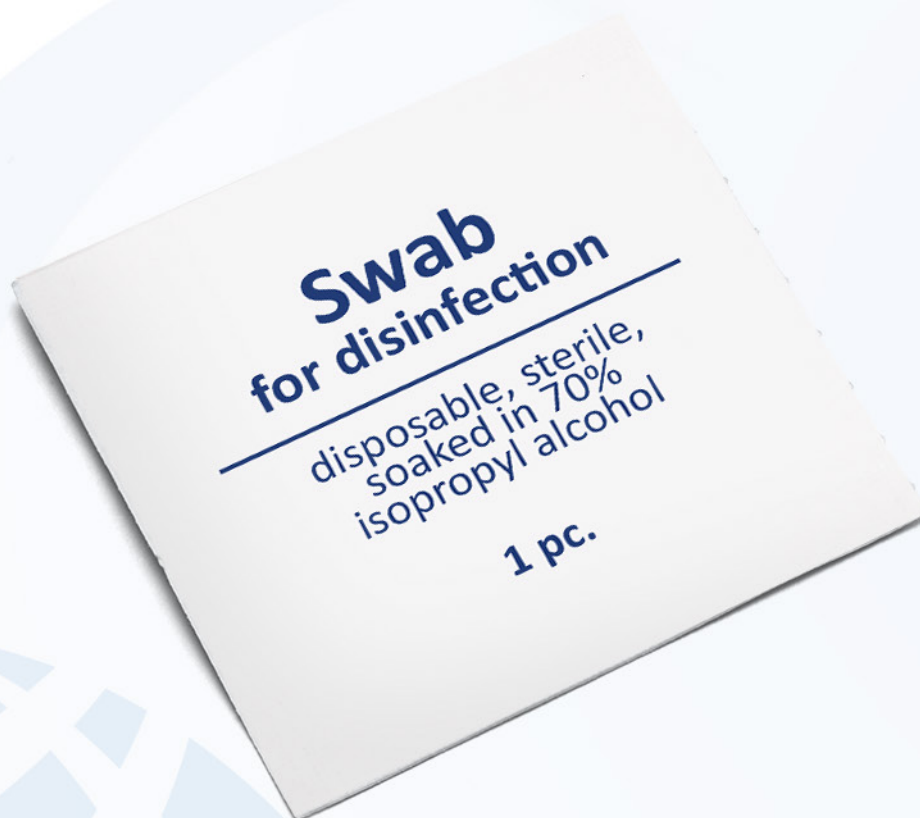 Swab
for disinfection
disposable, sterile,
soaked in 70%
isopropyl alcohol
1 pc.